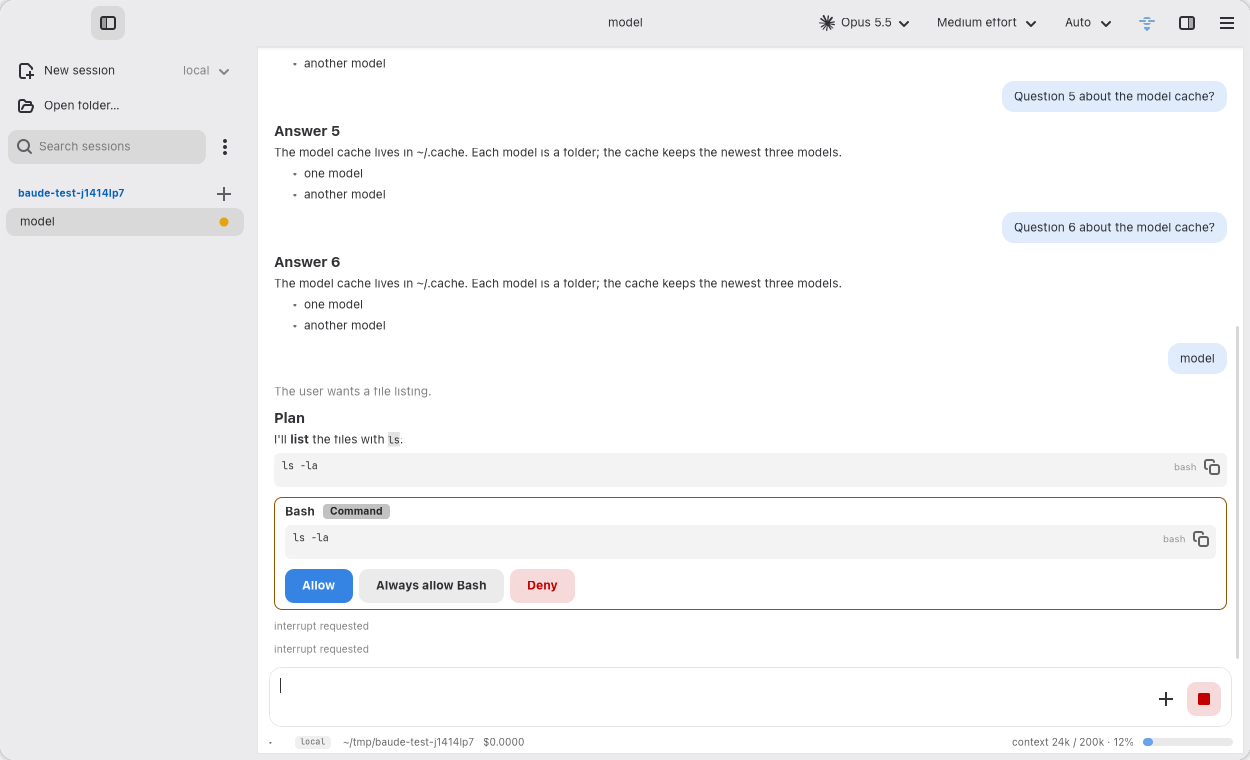 model
Opus 5.5
Medium effort
Auto
New session
local
Open folder...
Search sessions
baude-test-j1414lp7
model
another model
Question 5 about the model cache?
Answer 5
The model cache lives in ~/.cache. Each model is a folder; the cache keeps the newest three models.
one model
another model
Question 6 about the model cache?
Answer 6
The model cache lives in ~/.cache. Each model is a folder; the cache keeps the newest three models.
one model
another model
model
The user wants a file listing.
Plan
I'll list the files with ls.
ls -la
bash
Bash Command
ls -la
bash
Allow
Always allow Bash
Deny
interrupt requested
interrupt requested
local ~/tmp/baude-test-j1414lp7 $0.0000
context 24k / 200k · 12%